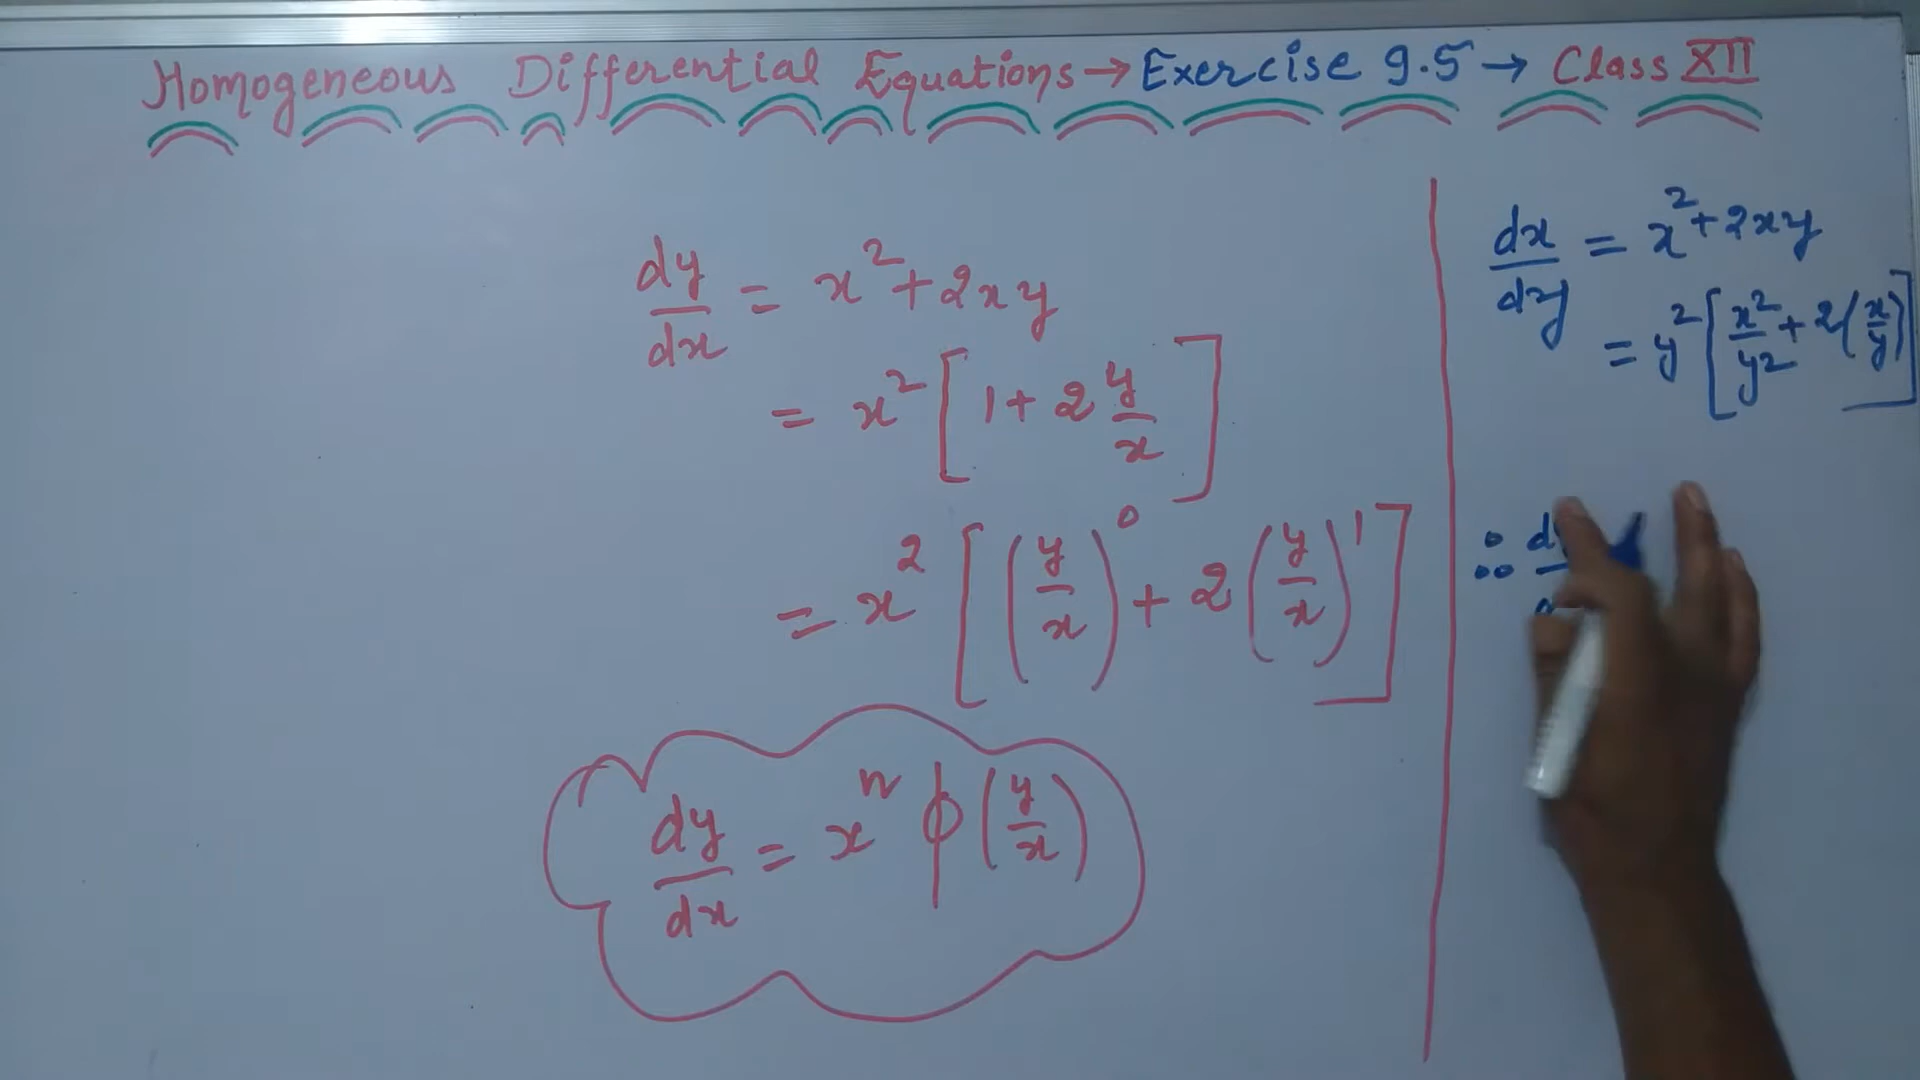 Homogeneous Differential Equations → Exercise 9.5 → Class XII
dy/dx = x² + 2xy
= x² [1 + 2 y/x]
= x² [(y/x)⁰ + 2 (y/x)¹]
dy/dx = xⁿ ϕ (y/x)
dx/dy = x² + 2xy
= y² [x²/y² + 2(x/y)]
∴